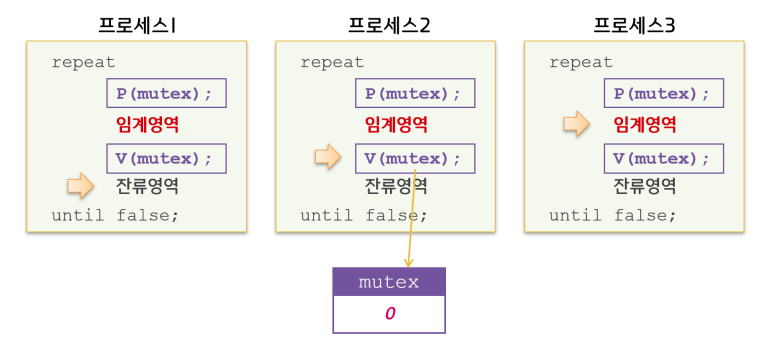 프로세스1
repeat
P(mutex);
임계영역
V(mutex);
잔류영역
until false;
프로세스2
repeat
P(mutex);
임계영역
V(mutex);
잔류영역
until false;
프로세스3
repeat
P(mutex);
임계영역
V(mutex);
잔류영역
until false;
mutex
0